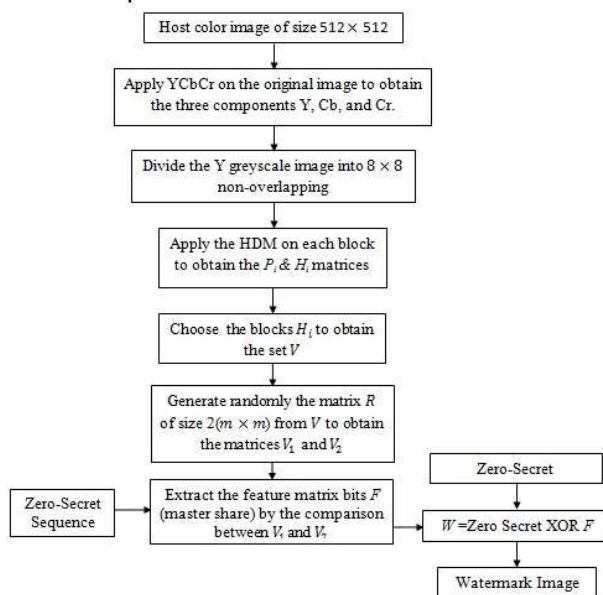 Host color image of size 512 × 512
Apply YCbCr on the original image to obtain
the three components Y, Cb, and Cr.
Divide the Y greyscale image into 8 × 8
non-overlapping
Apply the HDM on each block
to obtain the Pᵢ & Hᵢ matrices
Choose the blocks Hᵢ to obtain
the set V
Generate randomly the matrix R
of size 2(m × m) from V to obtain
the matrices V₁ and V₂
Zero-Secret
Zero-Secret
Sequence
Extract the feature matrix bits F
(master share) by the comparison
between V₁ and V₂
W =Zero Secret XOR F
Watermark Image